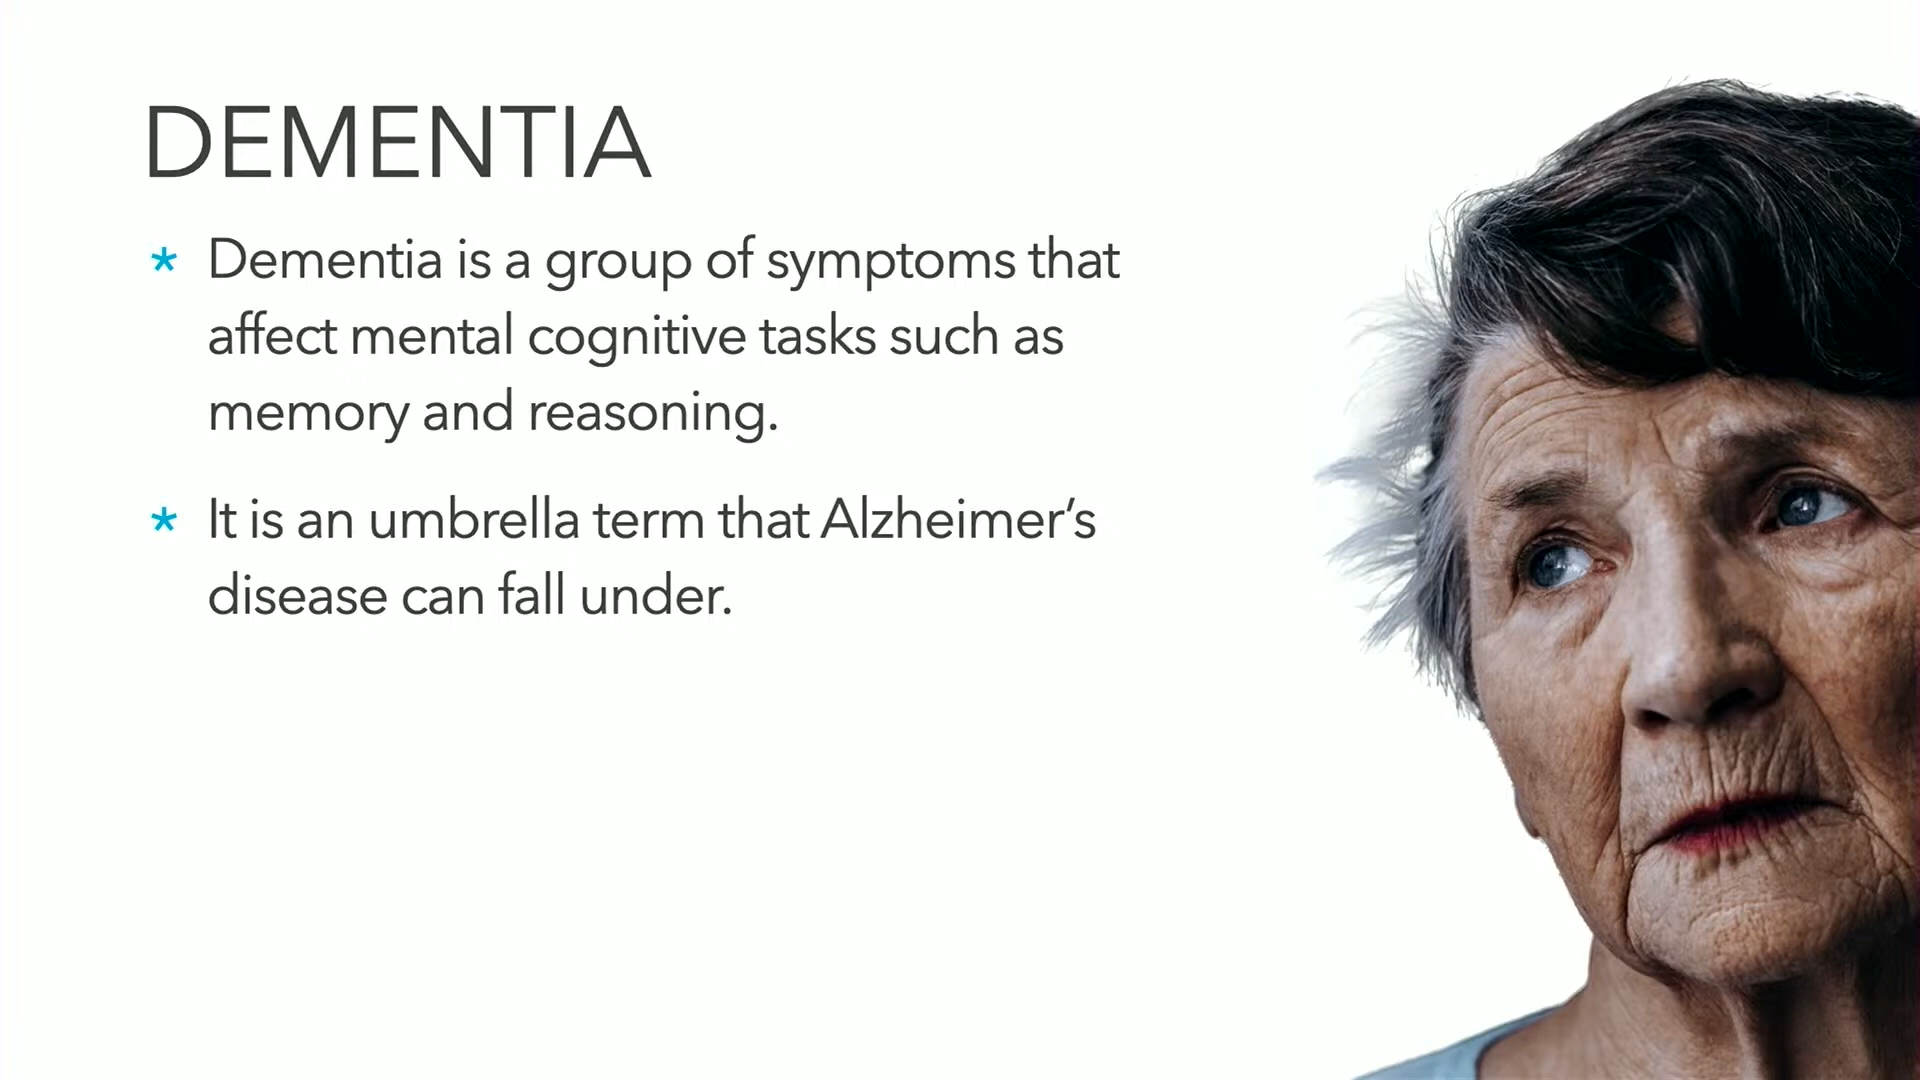 DEMENTIA
* Dementia is a group of symptoms that
affect mental cognitive tasks such as
memory and reasoning.
* It is an umbrella term that Alzheimer’s
disease can fall under.